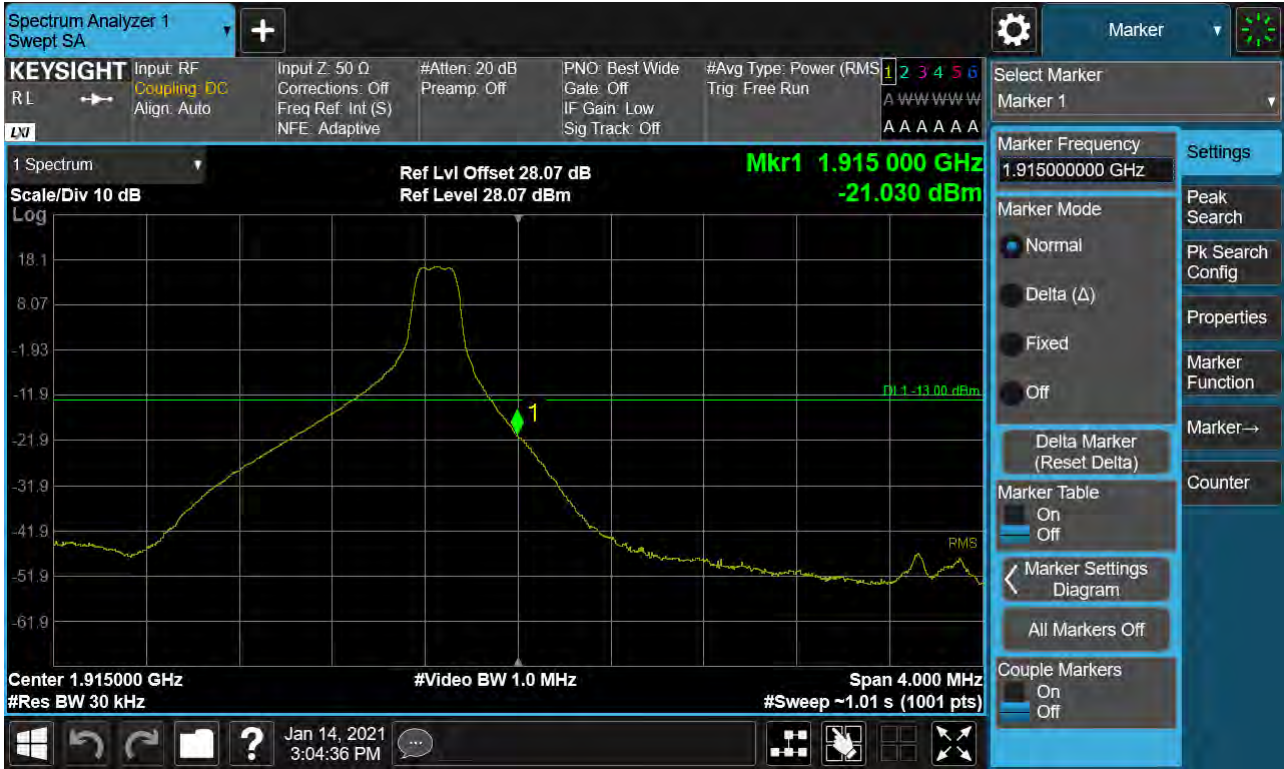 Spectrum Analyzer 1
Swept SA
Marker
KEYSIGHT
R L
LXI
Input: RF
Coupling: DC
Align: Auto
Input Z: 50 Ω
Corrections: Off
Freq Ref: Int (S)
NFE: Adaptive
#Atten: 20 dB
Preamp: Off
PNO: Best Wide
Gate: Off
IF Gain: Low
Sig Track: Off
#Avg Type: Power (RMS
Trig: Free Run
1 2 3 4 5 6
A W W W W W
A A A A A A
Select Marker
Marker 1
1 Spectrum
Scale/Div 10 dB
Log
Ref Lvl Offset 28.07 dB
Ref Level 28.07 dBm
Mkr1 1.915 000 GHz
-21.030 dBm
18.1
8.07
-1.93
-11.9
-21.9
-31.9
-41.9
-51.9
-61.9
DL1 -13.00 dBm
1
RMS
Center 1.915000 GHz
#Res BW 30 kHz
#Video BW 1.0 MHz
Span 4.000 MHz
#Sweep ~1.01 s (1001 pts)
Marker Frequency
1.915000000 GHz
Marker Mode
Normal
Delta (Δ)
Fixed
Off
Delta Marker
(Reset Delta)
Marker Table
On
Off
Marker Settings
Diagram
All Markers Off
Couple Markers
On
Off
Settings
Peak
Search
Pk Search
Config
Properties
Marker
Function
Marker→
Counter
?
Jan 14, 2021
3:04:36 PM